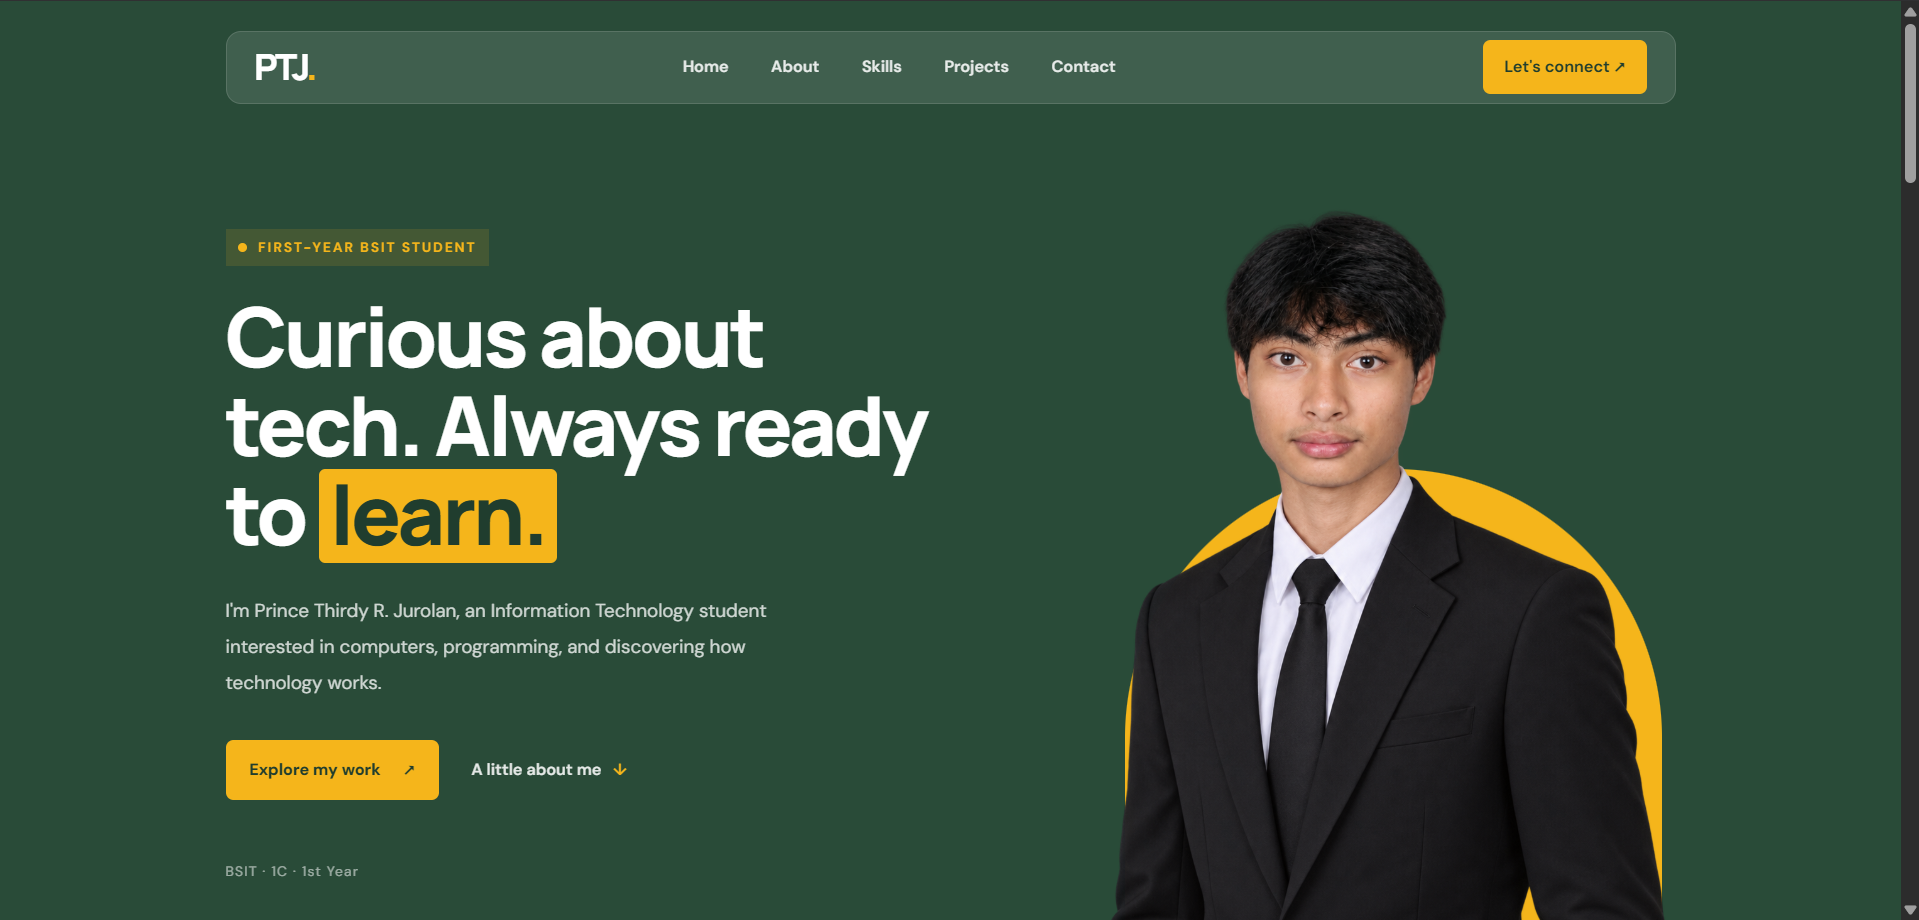 PTJ.
Home
About
Skills
Projects
Contact
Let's connect ↗
FIRST-YEAR BSIT STUDENT
Curious about
tech. Always ready
to learn.
I'm Prince Thirdy R. Jurolan, an Information Technology student
interested in computers, programming, and discovering how
technology works.
Explore my work ↗
A little about me ↓
BSIT · 1C · 1st Year